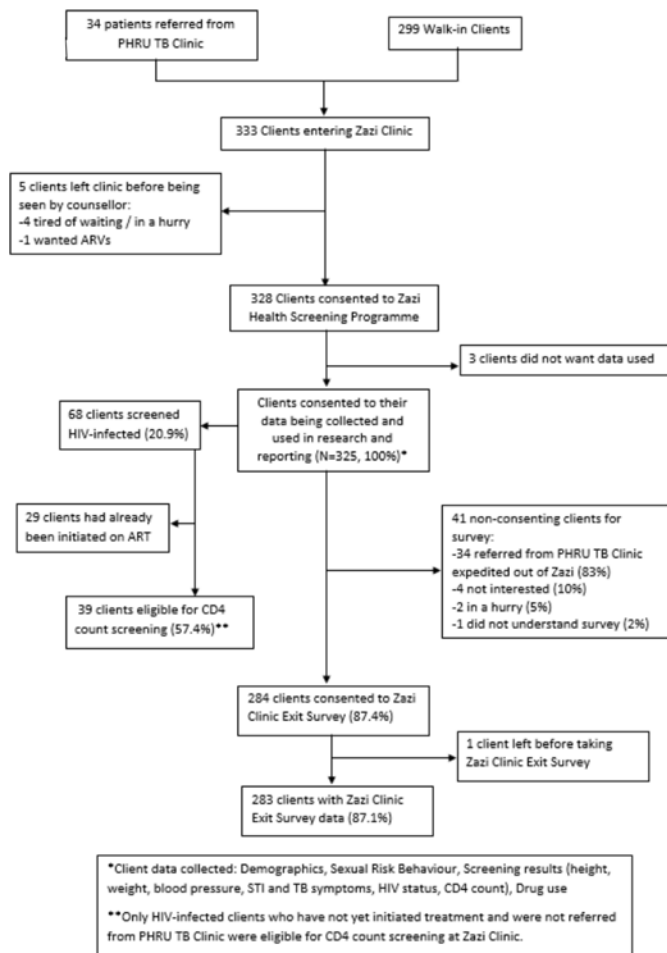 34 patients referred from
PHRU TB Clinic
299 Walk-in Clients
333 Clients entering Zazi Clinic
5 clients left clinic before being
seen by counsellor:
-4 tired of waiting / in a hurry
-1 wanted ARVs
328 Clients consented to Zazi
Health Screening Programme
3 clients did not want data used
68 clients screened
HIV-infected (20.9%)
Clients consented to their
data being collected and
used in research and
reporting (N=325, 100%)*
29 clients had already
been initiated on ART
39 clients eligible for CD4
count screening (57.4%)**
41 non-consenting clients for
survey:
-34 referred from PHRU TB Clinic
expedited out of Zazi (83%)
-4 not interested (10%)
-2 in a hurry (5%)
-1 did not understand survey (2%)
284 clients consented to Zazi
Clinic Exit Survey (87.4%)
1 client left before taking
Zazi Clinic Exit Survey
283 clients with Zazi Clinic
Exit Survey data (87.1%)
*Client data collected: Demographics, Sexual Risk Behaviour, Screening results (height,
weight, blood pressure, STI and TB symptoms, HIV status, CD4 count), Drug use
**Only HIV-infected clients who have not yet initiated treatment and were not referred
from PHRU TB Clinic were eligible for CD4 count screening at Zazi Clinic.